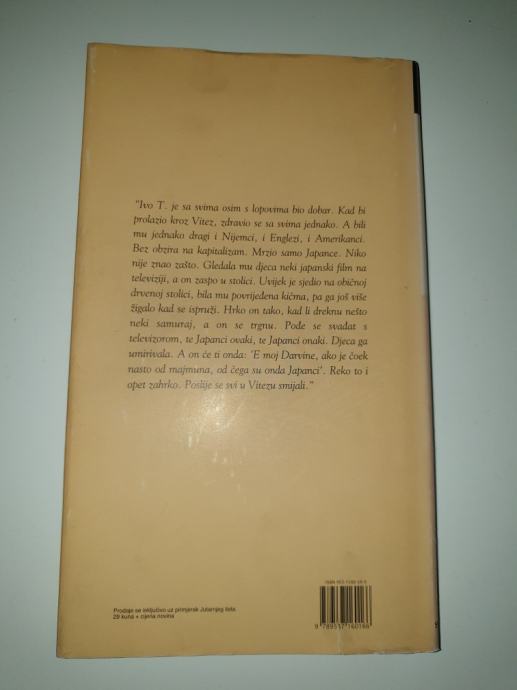 "Ivo T. je sa svima osim s lopovima bio dobar. Kad bi
prolazio kroz Vitez, zdravio se sa svima jednako. A bili
mu jednako dragi i Nijemci, i Englezi, i Amerikanci.
Bez obzira na kapitalizam. Mrzio samo Japance. Niko
nije znao zašto. Gledala mu djeca neki japanski film na
televiziji, a on zaspo u stolici. Uvijek je sjedio na običnoj
drvenoj stolici, bila mu povrijeđena kičma, pa ga još više
žigalo kad se ispruži. Hrko on tako, kad li dreknu nešto
neki samuraj, a on se trgnu. Pođe se svađat s
televizorom, te Japanci ovaki, te Japanci onaki. Djeca ga
umirivala. A on će ti onda: 'E moj Darvine, ako je čoek
nasto od majmuna, od čega su onda Japanci'. Reko to i
opet zahrko. Poslije se svi u Vitezu smijali."
Prodaje se isključivo uz primjerak Jutarnjeg lista.
29 kuna + cijena novina
ISBN
9 789537 160166